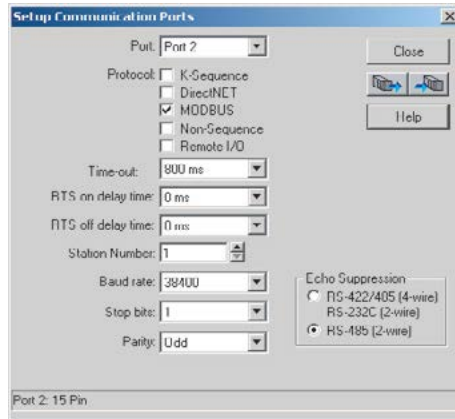 Setup Communication Ports
Port: Port 2
Close
Protocol: K-Sequence
DirectNET
MODBUS
Non-Sequence
Remote I/O
Help
Time-out: 800 ms
RTS on delay time: 0 ms
RTS off delay time: 0 ms
Station Number: 1
Baud rate: 38400
Stop bits: 1
Parity: Odd
Echo Suppression
RS-422/485 (4-wire)
RS-232C (2-wire)
RS-485 (2-wire)
Port 2: 15 Pin